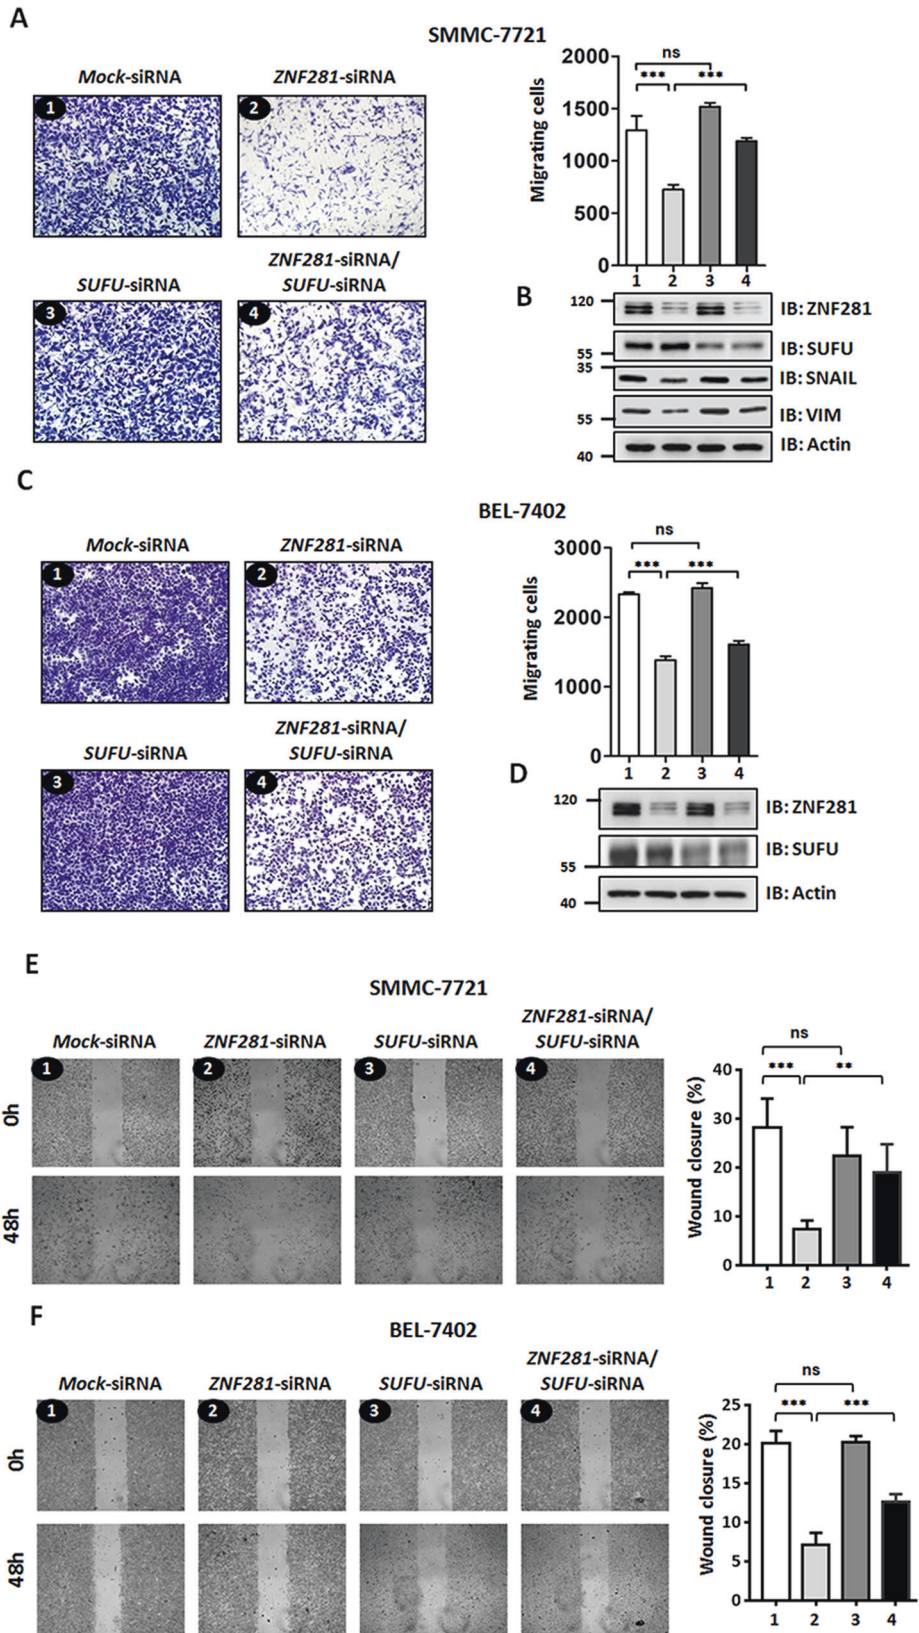 A
SMMC-7721
Mock-siRNA
ZNF281-siRNA
1
2
SUFU-siRNA
ZNF281-siRNA/
SUFU-siRNA
3
4
Migrating cells
2000
1500
1000
500
0
ns
*** ***
1 2 3 4
B
120
IB: ZNF281
55
IB: SUFU
35
IB: SNAIL
55
IB: VIM
40
IB: Actin
C
BEL-7402
Mock-siRNA
ZNF281-siRNA
1
2
SUFU-siRNA
ZNF281-siRNA/
SUFU-siRNA
3
4
Migrating cells
3000
2000
1000
0
ns
*** ***
1 2 3 4
D
120
IB: ZNF281
55
IB: SUFU
40
IB: Actin
E
SMMC-7721
Mock-siRNA
ZNF281-siRNA
SUFU-siRNA
ZNF281-siRNA/
SUFU-siRNA
1
2
3
4
0h
48h
Wound closure (%)
40
30
20
10
0
ns
*** **
1 2 3 4
F
BEL-7402
Mock-siRNA
ZNF281-siRNA
SUFU-siRNA
ZNF281-siRNA/
SUFU-siRNA
1
2
3
4
0h
48h
Wound closure (%)
25
20
15
10
5
0
ns
*** ***
1 2 3 4